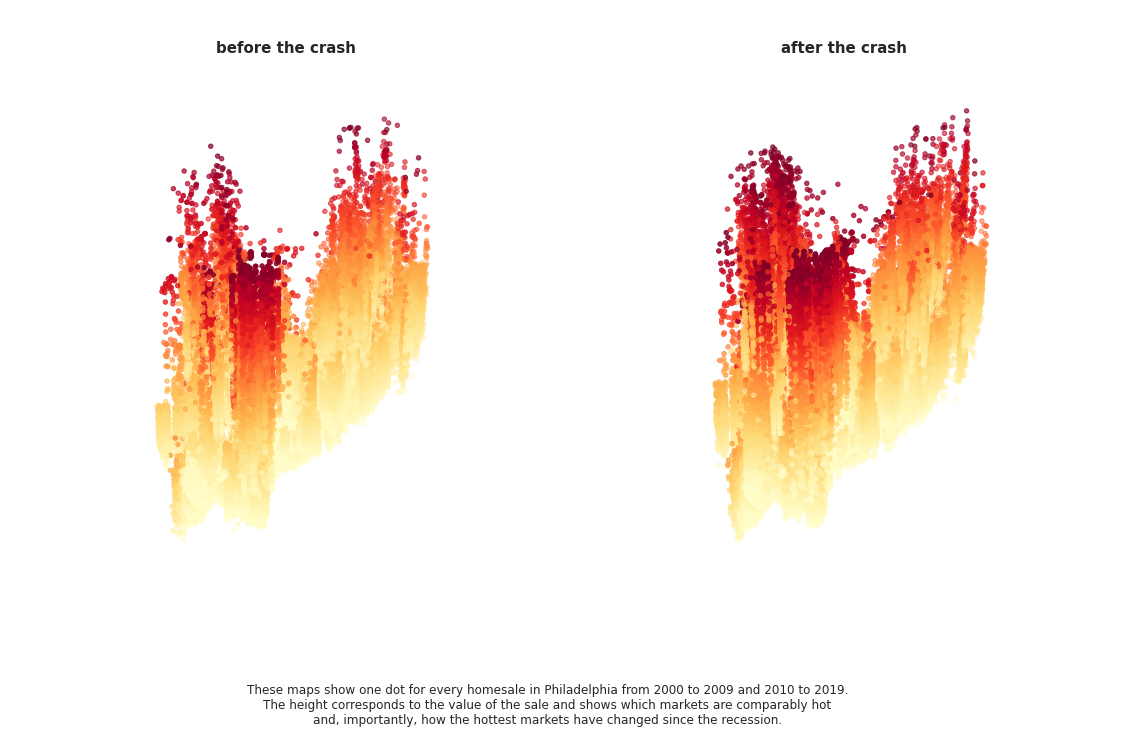 before the crash
after the crash
These maps show one dot for every homesale in Philadelphia from 2000 to 2009 and 2010 to 2019.
The height corresponds to the value of the sale and shows which markets are comparably hot
and, importantly, how the hottest markets have changed since the recession.